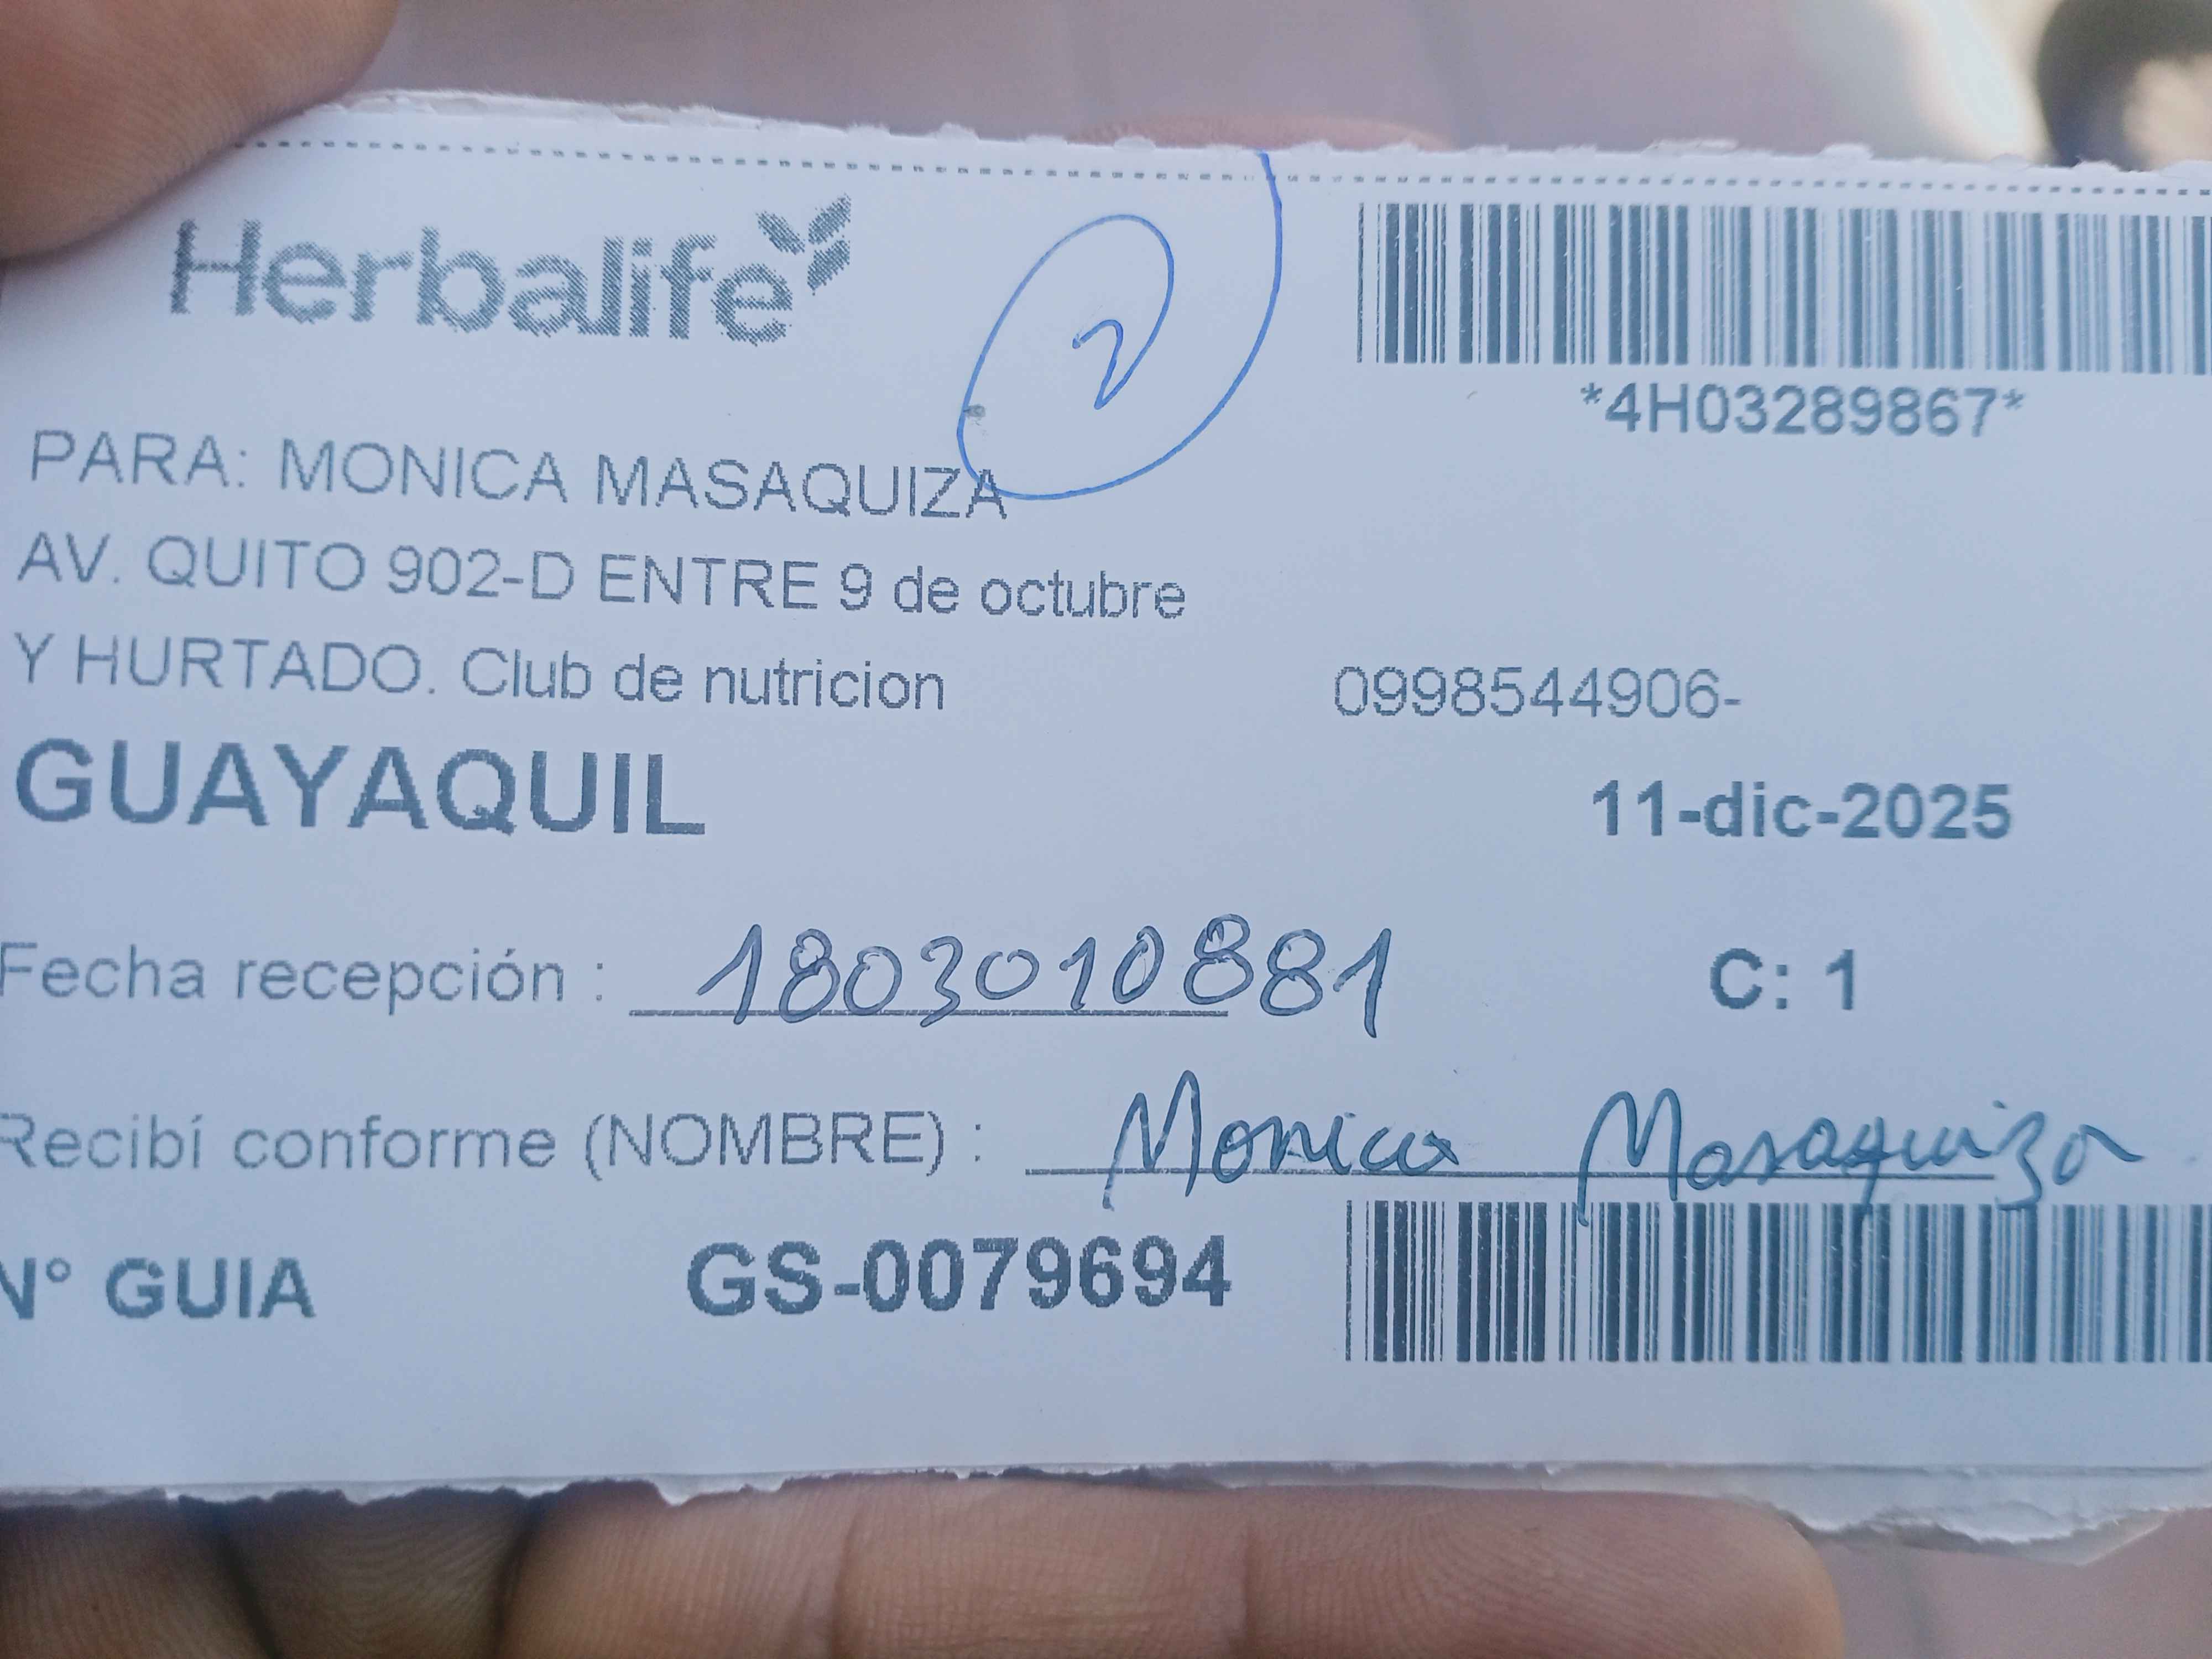 Herbalife
2
*4H03289867*
PARA: MONICA MASAQUIZA
AV. QUITO 902-D ENTRE 9 de octubre
Y HURTADO. Club de nutricion
0998544906-
GUAYAQUIL
11-dic-2025
Fecha recepción : 1803010881
C: 1
Recibí conforme (NOMBRE) : Monica Masaquiza
N° GUIA GS-0079694